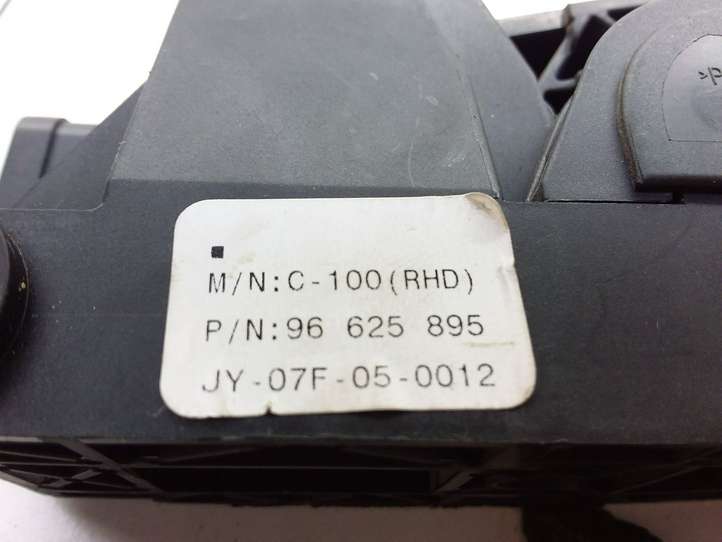 M/N:C-100(RHD)
P/N:96 625 895
JY-07F-05-0012
>P